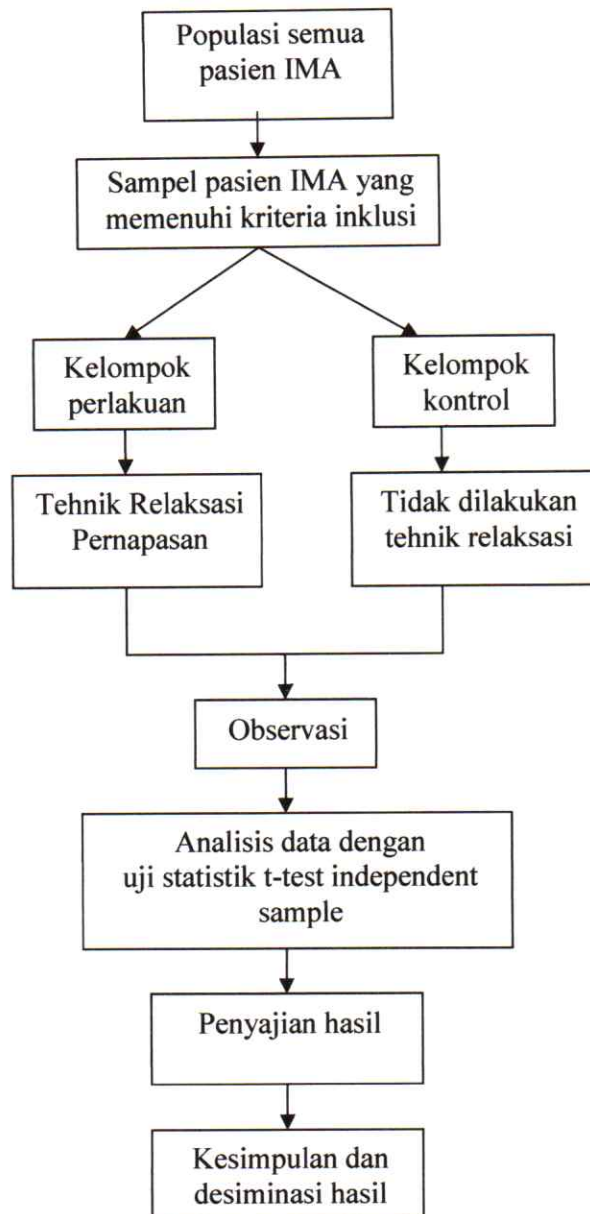 Populasi semua
pasien IMA
Sampel pasien IMA yang
memenuhi kriteria inklusi
Kelompok
perlakuan
Kelompok
kontrol
Tehnik Relaksasi
Pernapasan
Tidak dilakukan
tehnik relaksasi
Observasi
Analisis data dengan
uji statistik t-test independent
sample
Penyajian hasil
Kesimpulan dan
desiminasi hasil